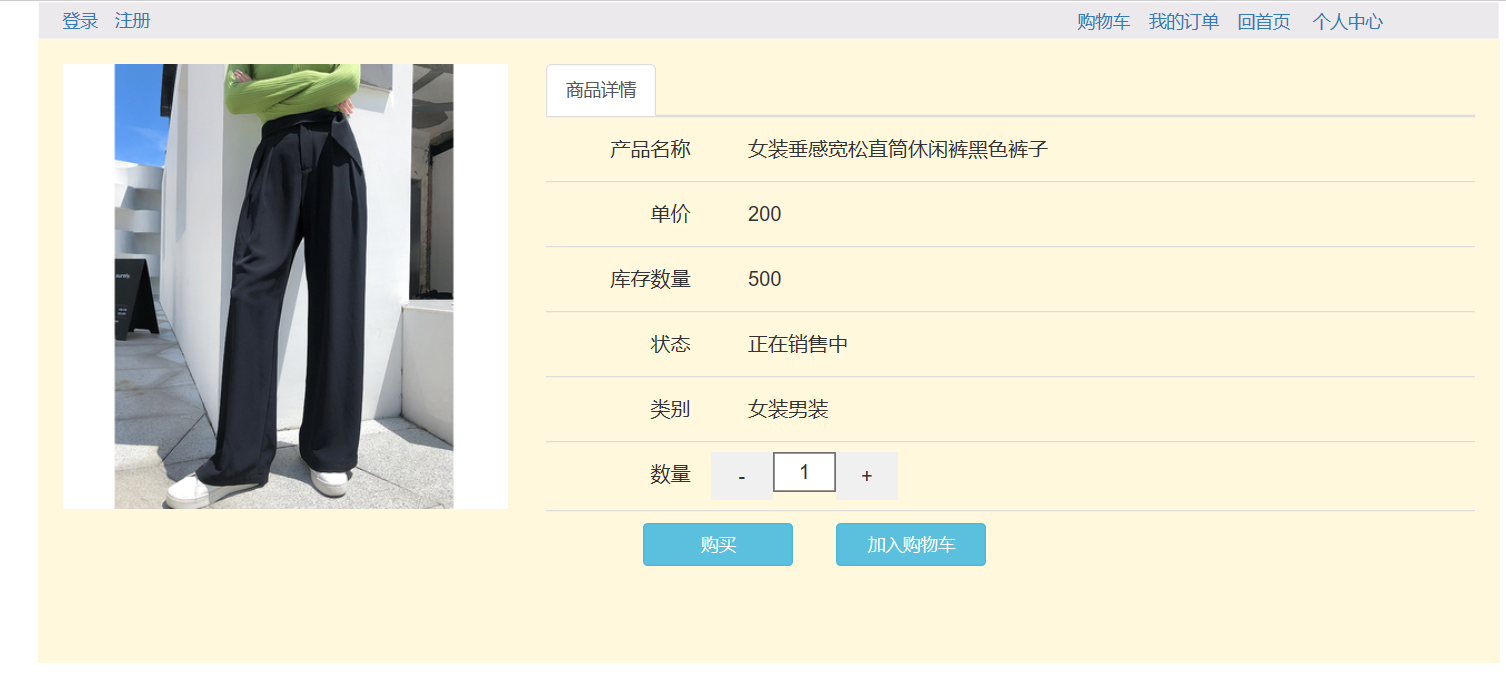 登录 注册 购物车 我的订单 回首页 个人中心
商品详情
产品名称 女装垂感宽松直筒休闲裤黑色裤子
单价 200
库存数量 500
状态 正在销售中
类别 女装男装
数量 - 1 +
购买 加入购物车